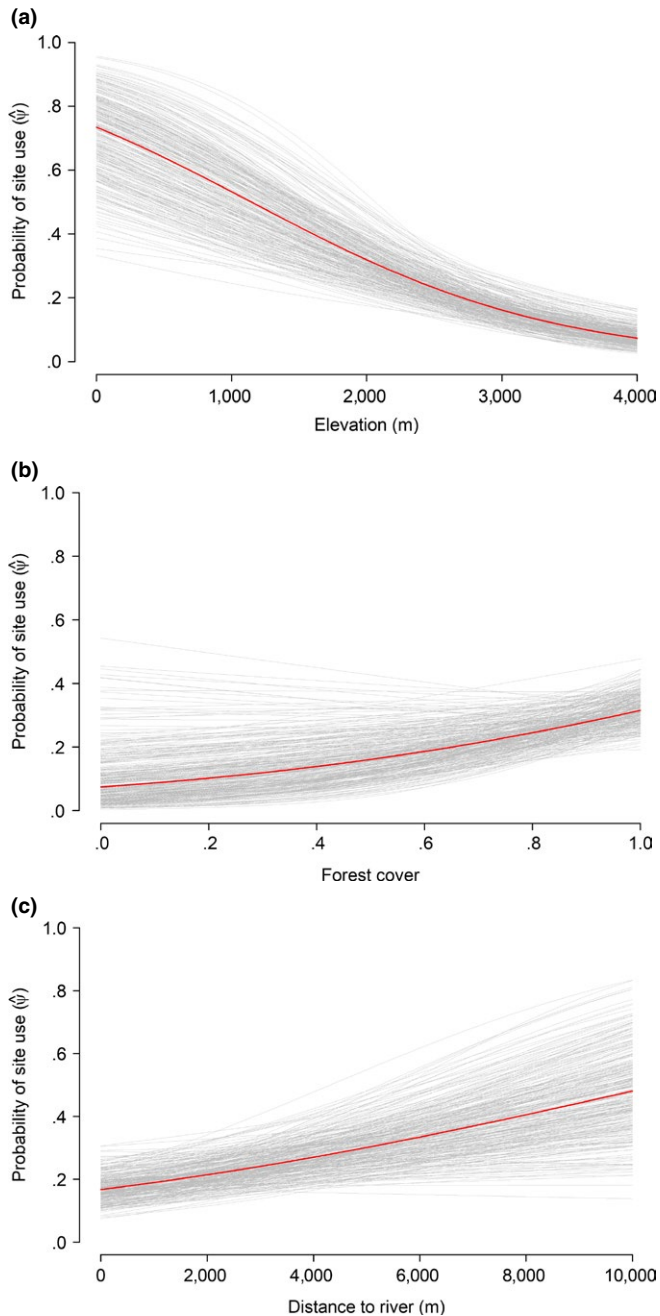 (a)
1.0
.8
.6
.4
.2
.0
Probability of site use (ψ̂)
0 1,000 2,000 3,000 4,000
Elevation (m)
(b)
1.0
.8
.6
.4
.2
.0
Probability of site use (ψ̂)
.0 .2 .4 .6 .8 1.0
Forest cover
(c)
1.0
.8
.6
.4
.2
.0
Probability of site use (ψ̂)
0 2,000 4,000 6,000 8,000 10,000
Distance to river (m)